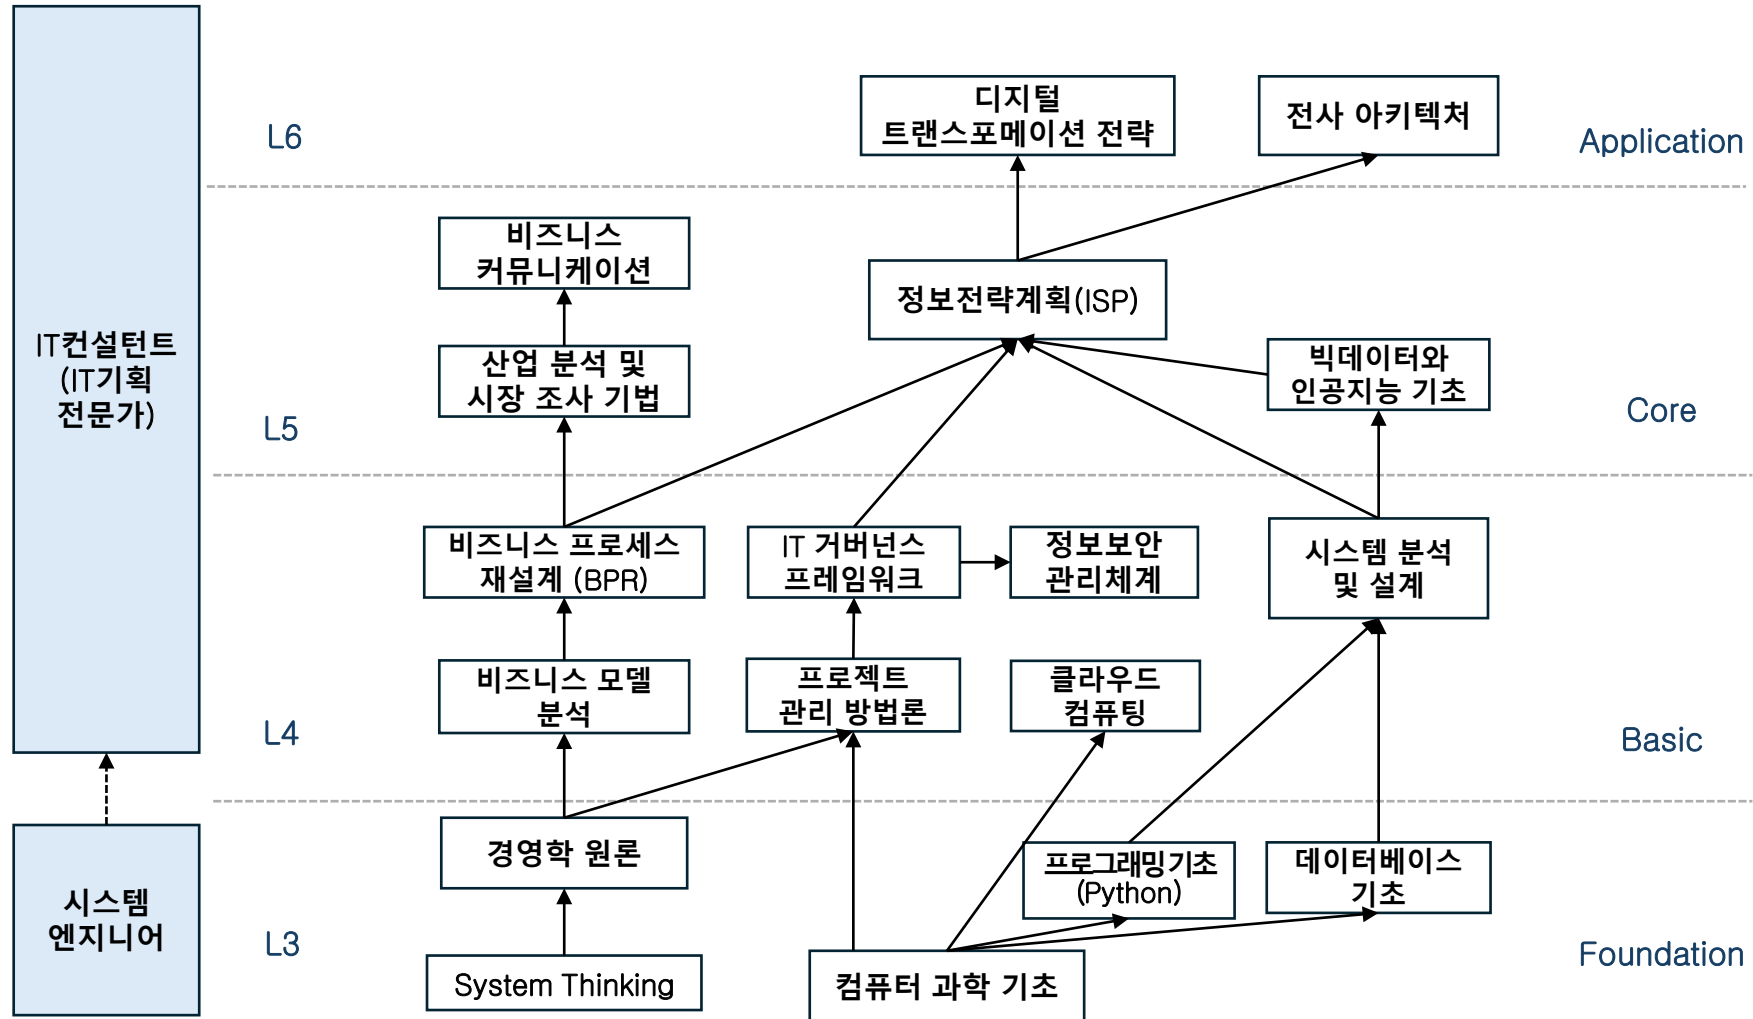 IT컨설턴트
(IT기획
전문가)
시스템
엔지니어
L6
디지털
트랜스포메이션 전략
전사 아키텍처
Application
비즈니스
커뮤니케이션
정보전략계획(ISP)
산업 분석 및
시장 조사 기법
빅데이터와
인공지능 기초
L5
Core
비즈니스 프로세스
재설계 (BPR)
IT 거버넌스
프레임워크
정보보안
관리체계
시스템 분석
및 설계
비즈니스 모델
분석
프로젝트
관리 방법론
클라우드
컴퓨팅
L4
Basic
경영학 원론
프로그래밍기초
(Python)
데이터베이스
기초
L3
System Thinking
컴퓨터 과학 기초
Foundation